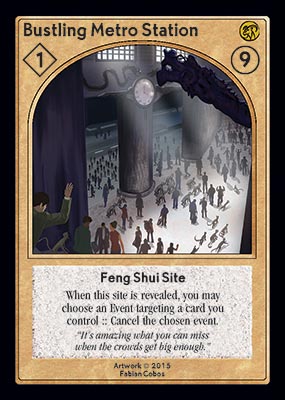 Bustling Metro Station
1
9
Feng Shui Site
When this site is revealed, you may
choose an Event targeting a card you
control :: Cancel the chosen event.
"It's amazing what you can miss
when the crowds get big enough."
Artwork © 2015
Fabian Cobos